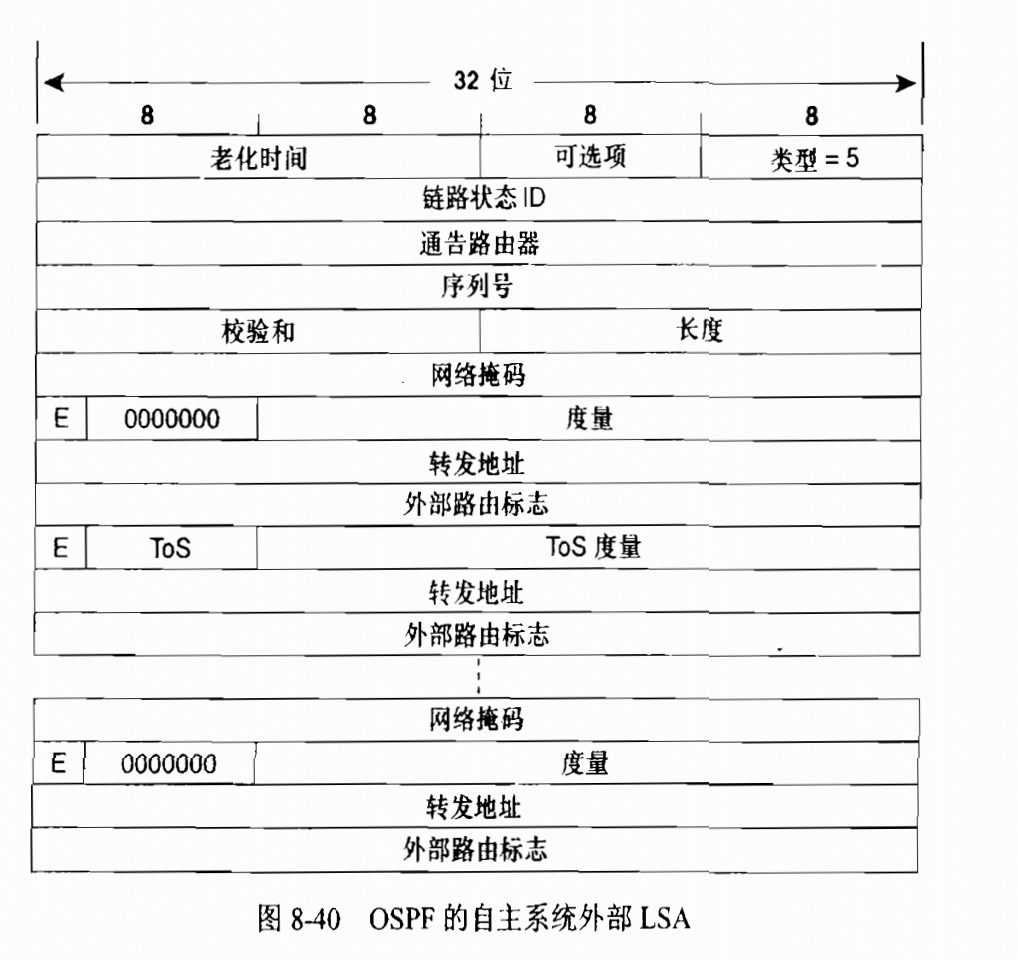 32 位
8 8 8 8
老化时间 可选项 类型 = 5
链路状态 ID
通告路由器
序列号
校验和 长度
网络掩码
E 0000000 度量
转发地址
外部路由标志
E ToS ToS 度量
转发地址
外部路由标志
网络掩码
E 0000000 度量
转发地址
外部路由标志
图 8-40 OSPF 的自主系统外部 LSA